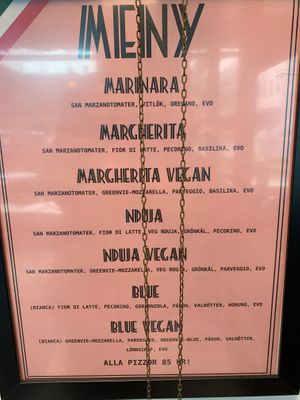 MENY
MARINARA
SAN MARZANOTOMATER, VITLÖK, OREGANO, EVO
MARGHERITA
SAN MARZANOTOMATER, FIOR DI LATTE, PECORINO, BASILIKA, EVO
MARGHERITA VEGAN
SAN MARZANOTOMATER, GREENVIE-MOZZARELLA, PARVEGGIO, BASILIKA, EVO
NDUJA
SAN MARZANOTOMATER, FIOR DI LATTE, VEG NDUJA, GRÖNKÅL, PECORINO, EVO
NDUJA VEGAN
SAN MARZANOTOMATER, GREENVIE-MOZZARELLA, VEG NDUJA, GRÖNKÅL, PARVEGGIO, EVO
BLUE
(BIANCA) FIOR DI LATTE, PECORINO, GORGONZOLA, PÄRON, VALNÖTTER, HONUNG, EVO
BLUE VEGAN
(BIANCA) GREENVIE-MOZZARELLA, PARVEGGIO, GREENVIE-BLUE, PÄRON, VALNÖTTER,
LÖNNSIRAP, EVO
ALLA PIZZOR 85 KR!